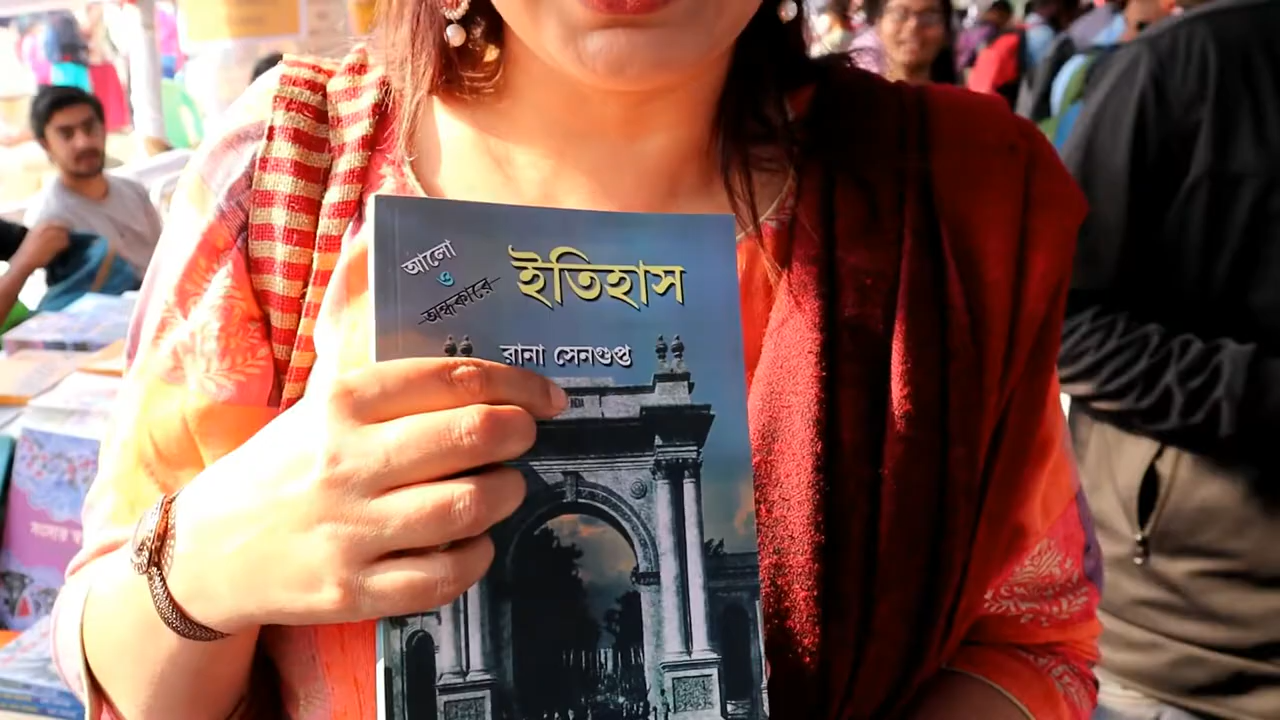 আলো
ও
অন্ধকারে
ইতিহাস
রানা সেনগুপ্ত